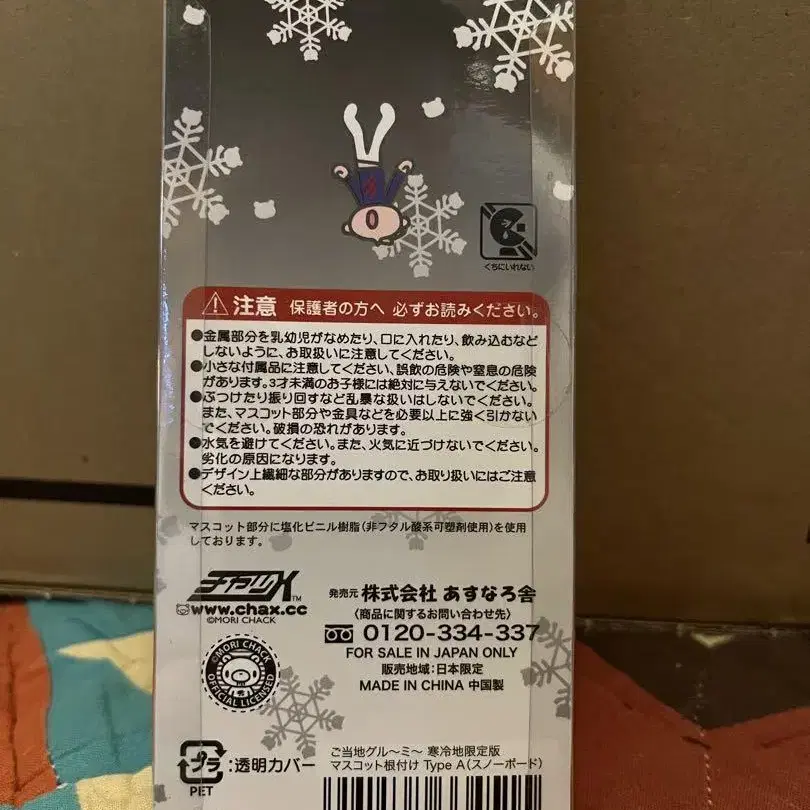 くちにいれない
⚠注意 保護者の方へ 必ずお読みください。
●金属部分を乳幼児がなめたり、口に入れたり、飲み込むなど
しないように、お取扱いに注意してください。
●小さな付属品に注意してください、誤飲の危険や窒息の危険
があります。3才未満のお子様には絶対に与えないでください。
●ぶつけたり振り回すなど乱暴な扱いはしないでください。
また、マスコット部分や金具などを必要以上に強く引かない
でください。破損の恐れがあります。
●水気を避けてください。また、火気に近づけないでください。
劣化の原因になります。
●デザイン上繊細な部分がありますので、お取り扱いにはご注意
ください。
マスコット部分に塩化ビニル樹脂(非フタル酸系可塑剤使用)を使用
しております。
チャックス™
www.chax.cc
©MORI CHACK
©MORI CHACK
OFFICIAL LICENSED
発売元 株式会社 あすなろ舎
〈商品に関するお問い合わせ先〉
0120-334-337
FOR SALE IN JAPAN ONLY
販売地域:日本限定
MADE IN CHINA 中国製
プラ :透明カバー
PET
ご当地グル〜ミ〜 寒冷地限定版
マスコット根付け Type A(スノーボード)